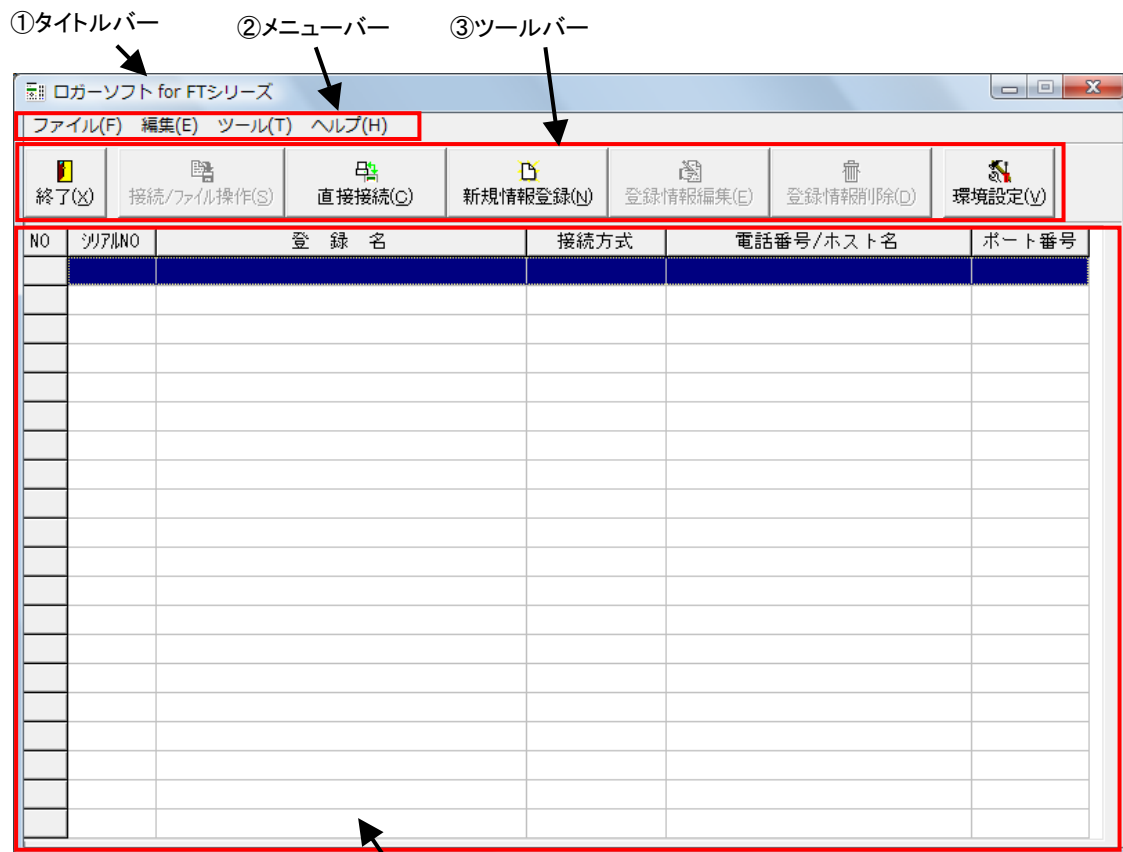 ①タイトルバー ②メニューバー ③ツールバー
ロガーソフト for FTシリーズ
ファイル(F) 編集(E) ツール(T) ヘルプ(H)
終了(X) 接続/ファイル操作(S) 直接接続(C) 新規情報登録(N) 登録情報編集(E) 登録情報削除(D) 環境設定(V)
NO ｼﾘｱﾙNO 登 録 名 接続方式 電話番号/ホスト名 ポート番号